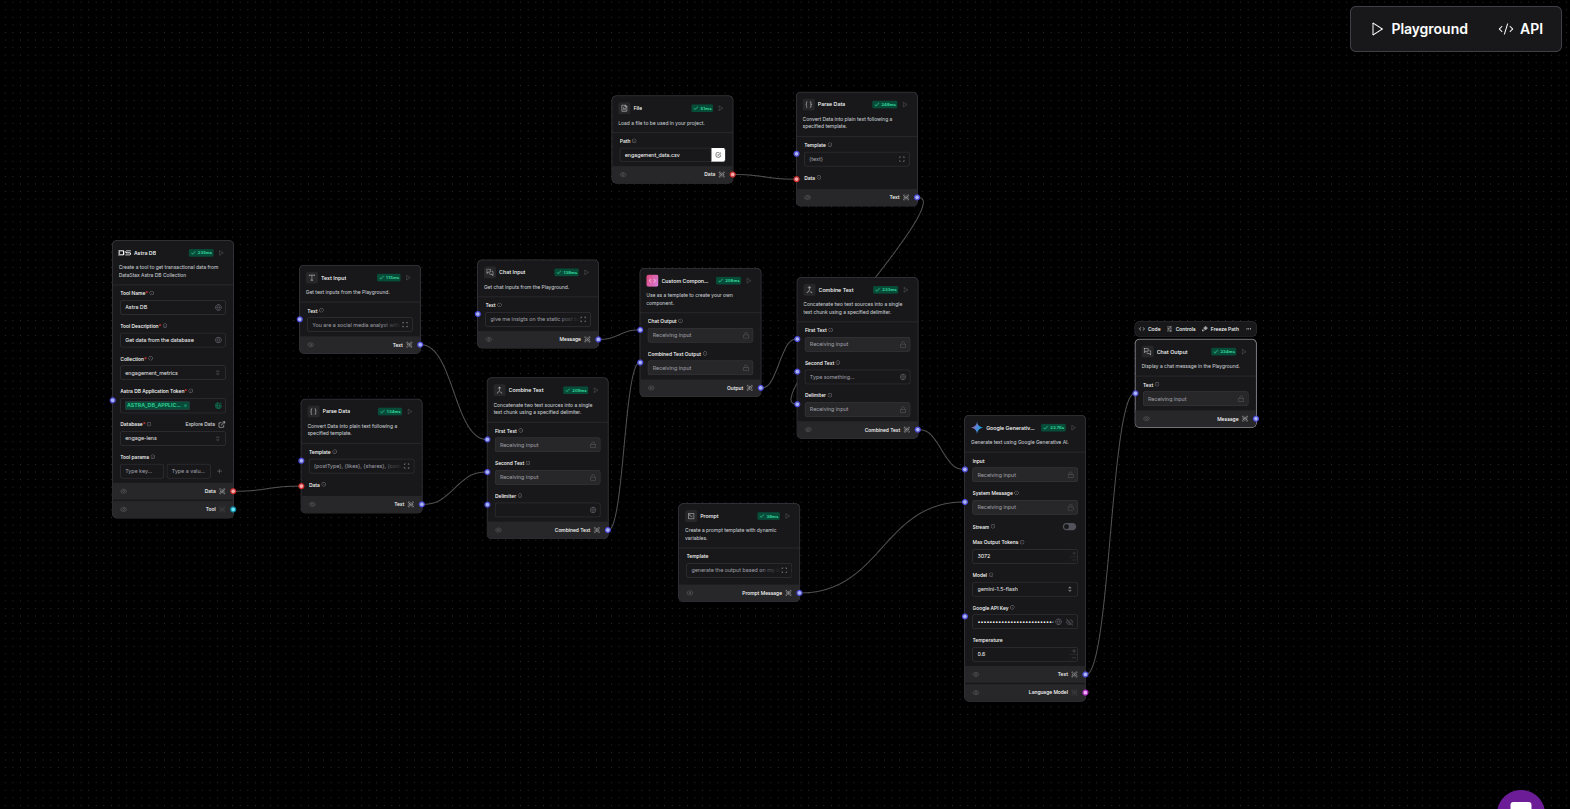 Playground
API
File
Load a file to be used in your project.
Path
engagement_data.csv
Data
Parse Data
Convert Data into plain text following a
specified template.
Template
{text}
Data
Text
Astra DB
Create a tool to get transactional data from
DataStax Astra DB Collection
Tool Name*
Astra DB
Tool Description*
Get data from the database
Collection*
engagement_metrics
Astra DB Application Token*
ASTRA_DB_APPLIC...
Database*
Explore Data
engage-lens
Tool params
Type key...
Type a valu...
Data
Tool
Text Input
Get text inputs from the Playground.
Text
You are a social media analyst
Text
Parse Data
Convert Data into plain text following a
specified template.
Template
{postType}, {likes}, {shares},
Data
Text
Chat Input
Get chat inputs from the Playground.
Text
give me insigts on the static
Message
Combine Text
Concatenate two text sources into a single
text chunk using a specified delimiter.
First Text
Receiving input
Second Text
Receiving input
Delimiter
Combined Text
Custom Compon...
Use as a template to create your own
component.
Chat Output
Receiving input
Combined Text Output
Receiving input
Output
Combine Text
Concatenate two text sources into a single
text chunk using a specified delimiter.
First Text
Receiving input
Second Text
Type something...
Delimiter
Receiving input
Combined Text
Prompt
Create a prompt template with dynamic
variables.
Template
generate the output based on
Prompt Message
Google Generativ...
Generate text using Google Generative AI.
Input
Receiving input
System Message
Receiving input
Stream
Max Output Tokens
3072
Model
gemini-1.5-flash
Google API Key
Temperature
0.6
Text
Language Model
Code
Controls
Freeze Path
Chat Output
Display a chat message in the Playground.
Text
Receiving input
Message